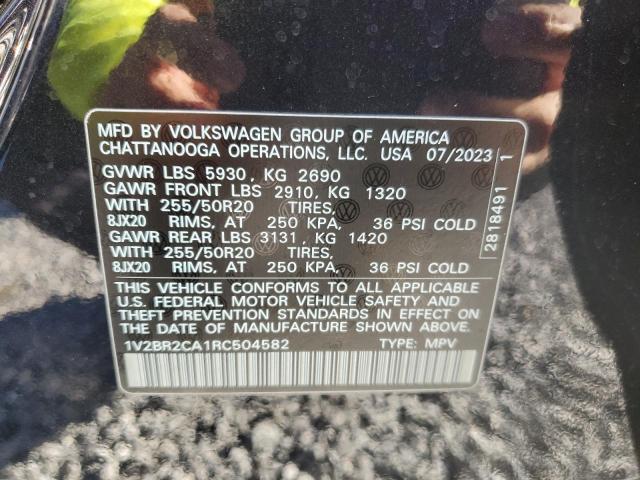 MFD BY VOLKSWAGEN GROUP OF AMERICA
CHATTANOOGA OPERATIONS, LLC. USA 07/2023
GVWR LBS 5930, KG 2690
GAWR FRONT LBS 2910, KG 1320
WITH 255/50R20 TIRES,
8JX20 RIMS, AT 250 KPA, 36 PSI COLD
GAWR REAR LBS 3131, KG 1420
WITH 255/50R20 TIRES,
8JX20 RIMS, AT 250 KPA, 36 PSI COLD
THIS VEHICLE CONFORMS TO ALL APPLICABLE
U.S. FEDERAL MOTOR VEHICLE SAFETY AND
THEFT PREVENTION STANDARDS IN EFFECT
ON THE DATE OF MANUFACTURE SHOWN ABOVE.
1V2BR2CA1RC504582 TYPE: MPV
2818491 1